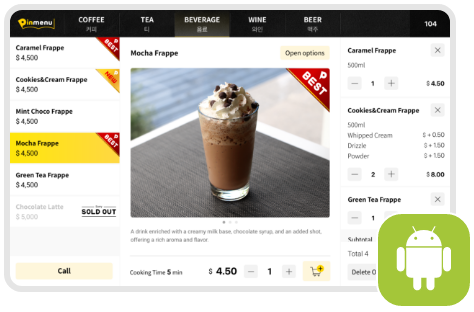 Pinmenu
COFFEE
커피
TEA
티
BEVERAGE
음료
WINE
와인
BEER
맥주
104
Caramel Frappe
$ 4,500
BEST
Cookies&Cream Frappe
$ 4,500
NEW
Mint Choco Frappe
$ 4,500
Mocha Frappe
$ 4,500
BEST
Green Tea Frappe
$ 4,500
Chocolate Latte
$ 5,000
SOLD OUT
Call
Mocha Frappe
Open options
BEST
A drink enriched with a creamy milk base, chocolate syrup, and an added shot,
offering a rich aroma and flavor.
Cooking Time 5 min
$ 4.50
1
Caramel Frappe
500ml
1
$ 4.50
Cookies&Cream Frappe
500ml
Whipped Cream
$ + 0.50
Drizzle
$ + 1.50
Powder
$ + 1.50
2
$ 8.00
Green Tea Frappe
500ml
1
Subtotal
Total 4
Delete O